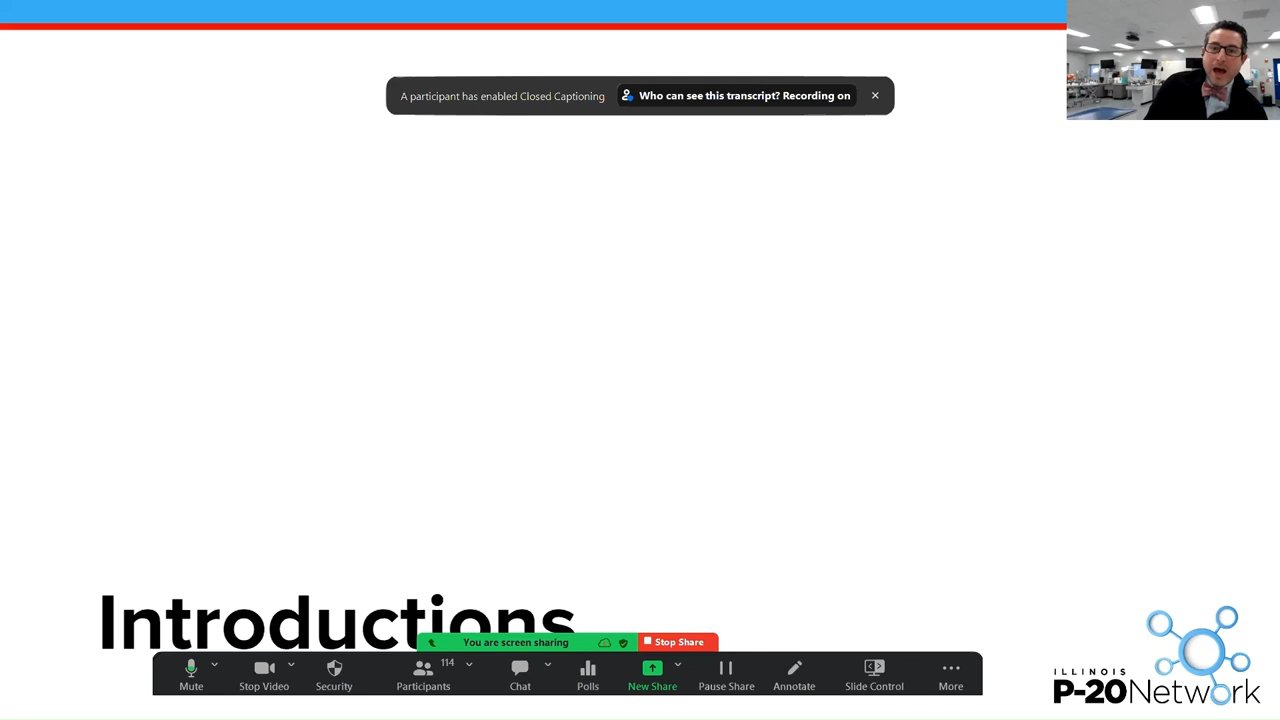 A participant has enabled Closed Captioning
Who can see this transcript? Recording on
Introductions
You are screen sharing
Stop Share
114
Mute
Stop Video
Security
Participants
Chat
Polls
New Share
Pause Share
Annotate
Slide Control
More
ILLINOIS
P-20Network